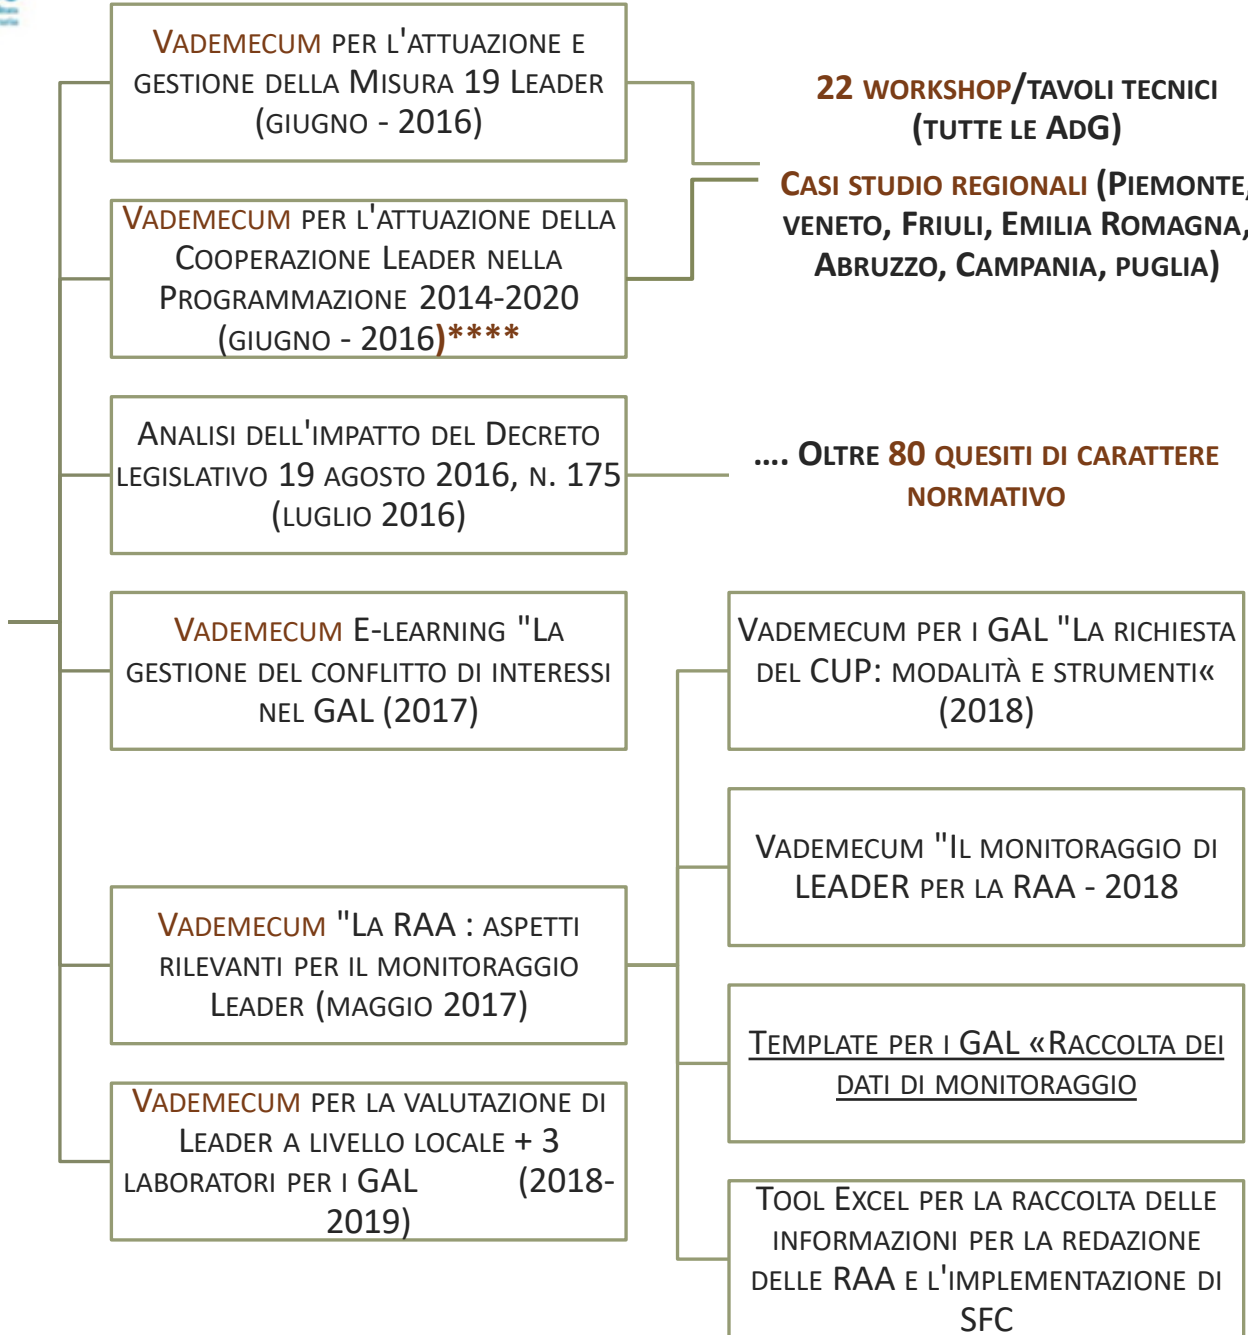 Vademecum per l'attuazione e
gestione della Misura 19 Leader
(giugno - 2016)
22 workshop/tavoli tecnici
(tutte le AdG)
Casi studio regionali (Piemonte,
veneto, Friuli, Emilia Romagna,
Abruzzo, Campania, puglia)
Vademecum per l'attuazione della
Cooperazione Leader nella
Programmazione 2014-2020
(giugno - 2016)****
Analisi dell'impatto del Decreto
legislativo 19 agosto 2016, n. 175
(luglio 2016)
.... Oltre 80 quesiti di carattere
normativo
Vademecum E-learning "La
gestione del conflitto di interessi
nel GAL (2017)
Vademecum per i GAL "La richiesta
del CUP: modalità e strumenti«
(2018)
Vademecum "Il monitoraggio di
LEADER per la RAA - 2018
Vademecum "La RAA : aspetti
rilevanti per il monitoraggio
Leader (maggio 2017)
Template per i GAL «Raccolta dei
dati di monitoraggio
Vademecum per la valutazione di
Leader a livello locale + 3
laboratori per i GAL (2018-
2019)
Tool Excel per la raccolta delle
informazioni per la redazione
delle RAA e l'implementazione di
SFC